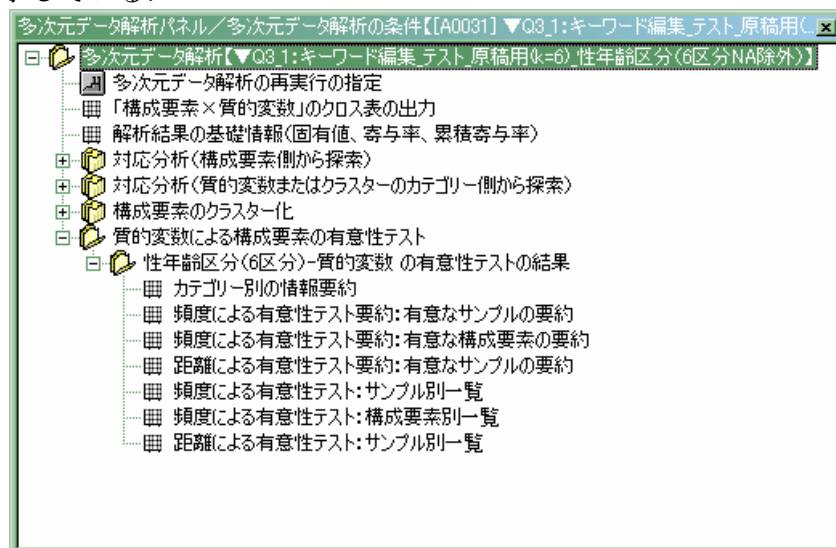 多次元データ解析パネル／多次元データ解析の条件【[A0031] ▼Q3_1:キーワード編集_テスト_原稿用(...
多次元データ解析【▼Q3_1:キーワード編集_テスト_原稿用(k=6)_性年齢区分(6区分NA除外)】
多次元データ解析の再実行の指定
「構成要素×質的変数」のクロス表の出力
解析結果の基礎情報(固有値、寄与率、累積寄与率)
対応分析(構成要素側から探索)
対応分析(質的変数またはクラスターのカテゴリー側から探索)
構成要素のクラスター化
質的変数による構成要素の有意性テスト
性年齢区分(6区分)-質的変数 の有意性テストの結果
カテゴリー別の情報要約
頻度による有意性テスト要約:有意なサンプルの要約
頻度による有意性テスト要約:有意な構成要素の要約
距離による有意性テスト要約:有意なサンプルの要約
頻度による有意性テスト:サンプル別一覧
頻度による有意性テスト:構成要素別一覧
距離による有意性テスト:サンプル別一覧